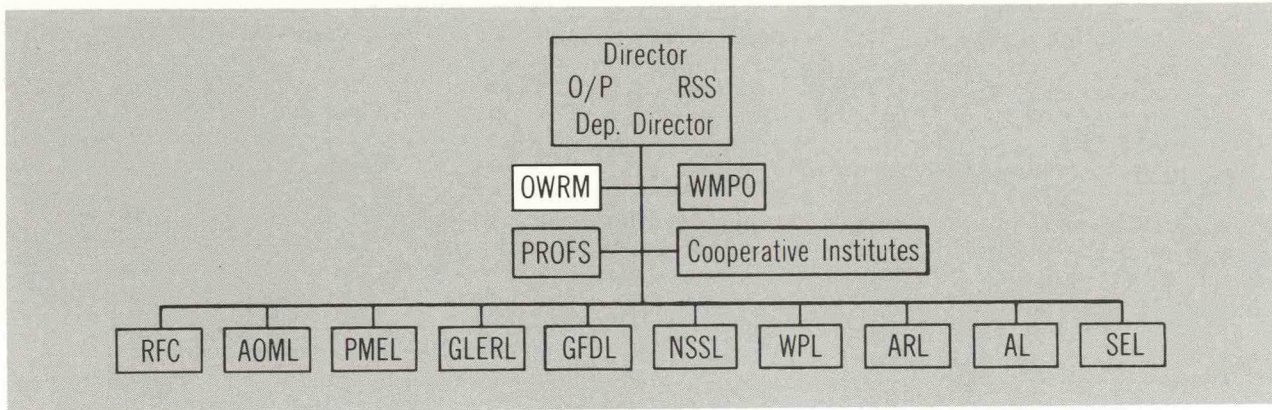 Director
O/P RSS
Dep. Director
OWRM WMPO
PROFS Cooperative Institutes
RFC AOML PMEL GLERL GFDL NSSL WPL ARL AL SEL